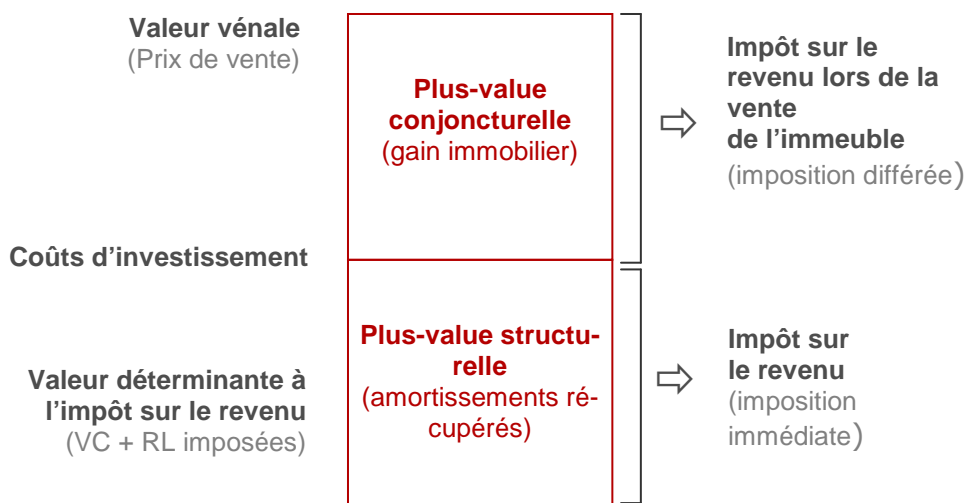 Valeur vénale
(Prix de vente)
Plus-value
conjoncturelle
(gain immobilier)
Impôt sur le
revenu lors de la
vente
de l’immeuble
(imposition différée)
Coûts d’investissement
Plus-value structu-
relle
(amortissements ré-
cupérés)
Valeur déterminante à
l’impôt sur le revenu
(VC + RL imposées)
Impôt sur
le revenu
(imposition
immédiate)